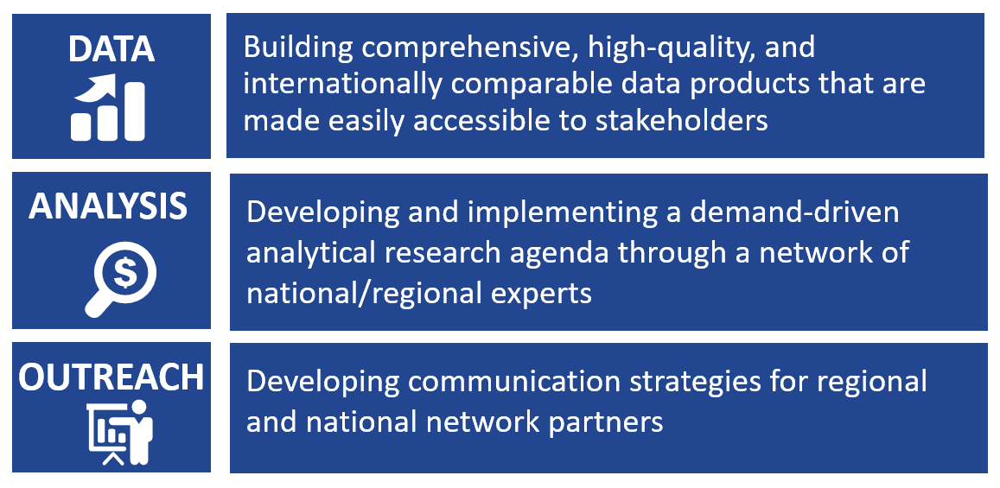 DATA
Building comprehensive, high-quality, and
internationally comparable data products that are
made easily accessible to stakeholders
ANALYSIS
$
Developing and implementing a demand-driven
analytical research agenda through a network of
national/regional experts
OUTREACH
Developing communication strategies for regional
and national network partners